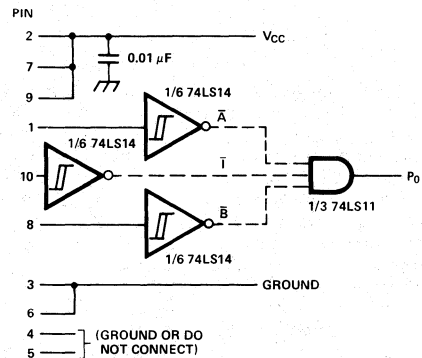 PIN
2 VCC
0.01 μF
7
9
1/6 74LS14
1 A̅
1/6 74LS14
10 I̅ P0
1/3 74LS11
8 B̅
1/6 74LS14
3 GROUND
6
4 (GROUND OR DO
5 NOT CONNECT)